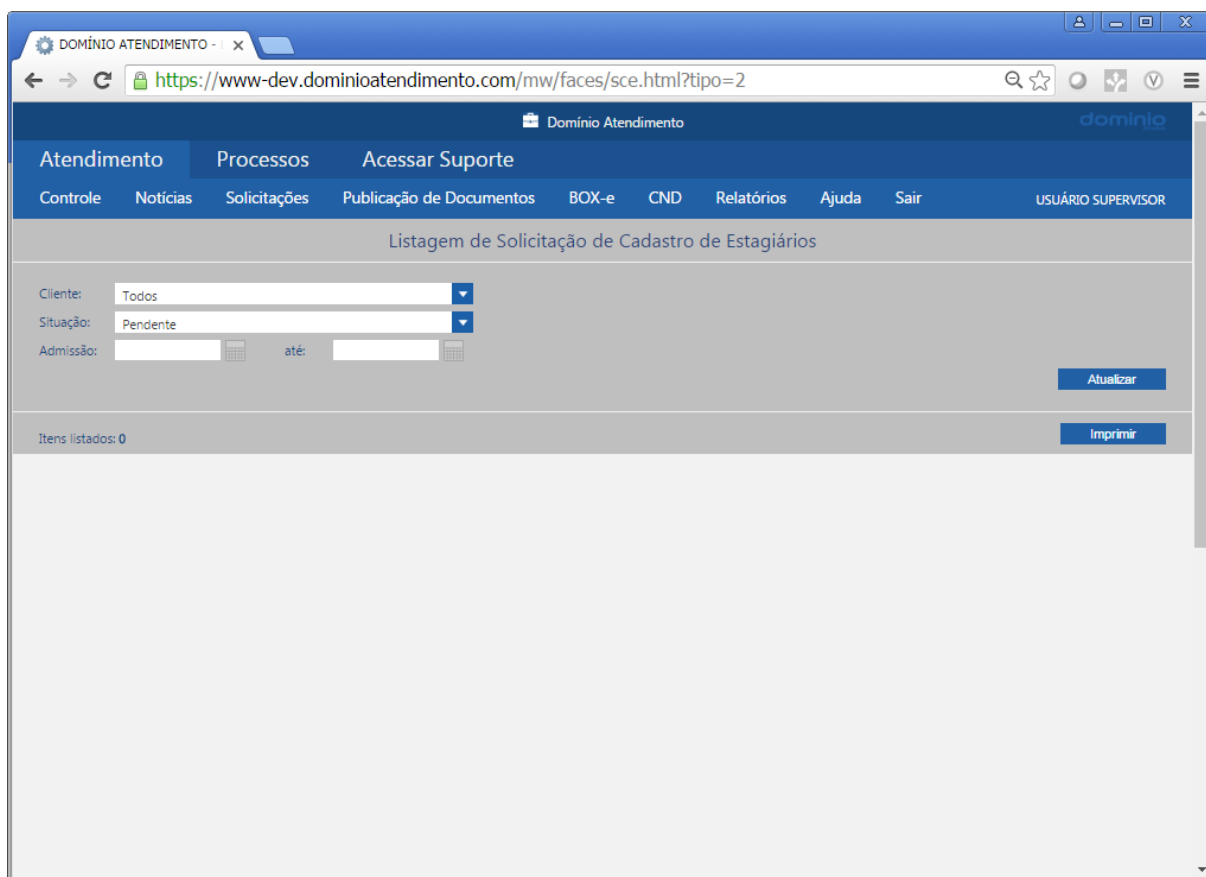 DOMÍNIO ATENDIMENTO -
https://www-dev.dominioatendimento.com/mw/faces/sce.html?tipo=2
Domínio Atendimento
domínio
Atendimento Processos Acessar Suporte
Controle Notícias Solicitações Publicação de Documentos BOX-e CND Relatórios Ajuda Sair USUÁRIO SUPERVISOR
Listagem de Solicitação de Cadastro de Estagiários
Cliente: Todos
Situação: Pendente
Admissão: até:
Atualizar
Itens listados: 0
Imprimir